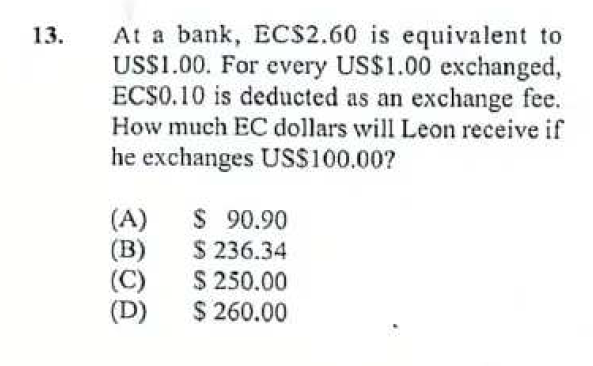 13. At a bank, EC$2.60 is equivalent to
US$1.00. For every US$1.00 exchanged,
EC$0.10 is deducted as an exchange fee.
How much EC dollars will Leon receive if
he exchanges US$100.00?
(A) $ 90.90
(B) $ 236.34
(C) $ 250.00
(D) $ 260.00